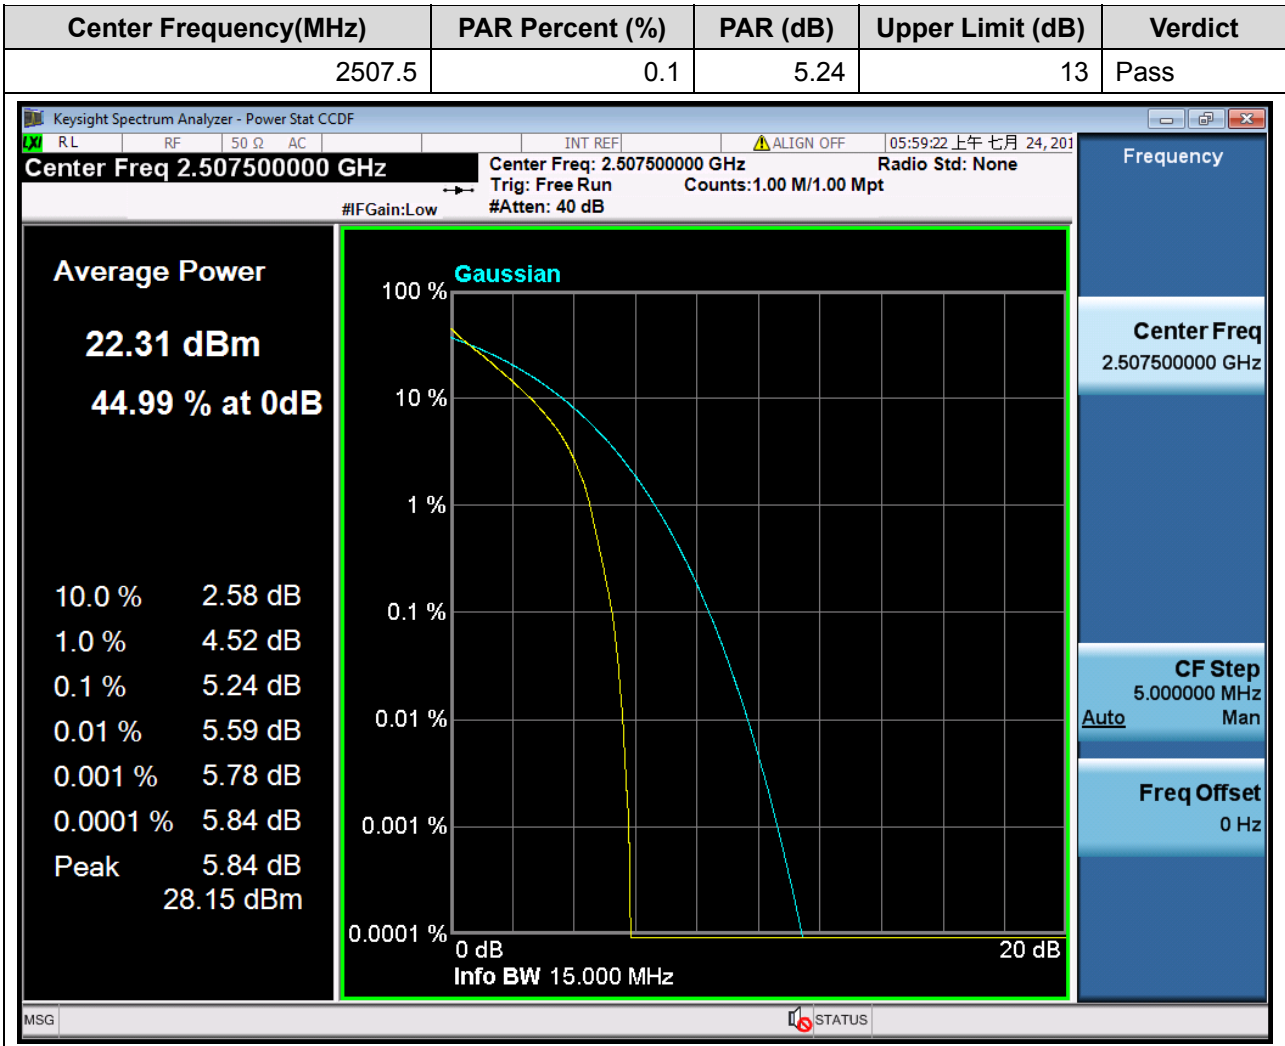 Center Frequency(MHz) PAR Percent (%) PAR (dB) Upper Limit (dB) Verdict
2507.5 0.1 5.24 13 Pass
Keysight Spectrum Analyzer - Power Stat CCDF
LXI RL RF 50 Ω AC INT REF ALIGN OFF 05:59:22 上午 七月 24, 201
Center Freq 2.507500000 GHz
Center Freq: 2.507500000 GHz Radio Std: None
Trig: Free Run Counts:1.00 M/1.00 Mpt
#IFGain:Low #Atten: 40 dB
Average Power
22.31 dBm
44.99 % at 0dB
10.0 % 2.58 dB
1.0 % 4.52 dB
0.1 % 5.24 dB
0.01 % 5.59 dB
0.001 % 5.78 dB
0.0001 % 5.84 dB
Peak 5.84 dB
28.15 dBm
Gaussian
100 %
10 %
1 %
0.1 %
0.01 %
0.001 %
0.0001 %
0 dB 20 dB
Info BW 15.000 MHz
Frequency
Center Freq
2.507500000 GHz
CF Step
5.000000 MHz
Auto Man
Freq Offset
0 Hz
MSG STATUS